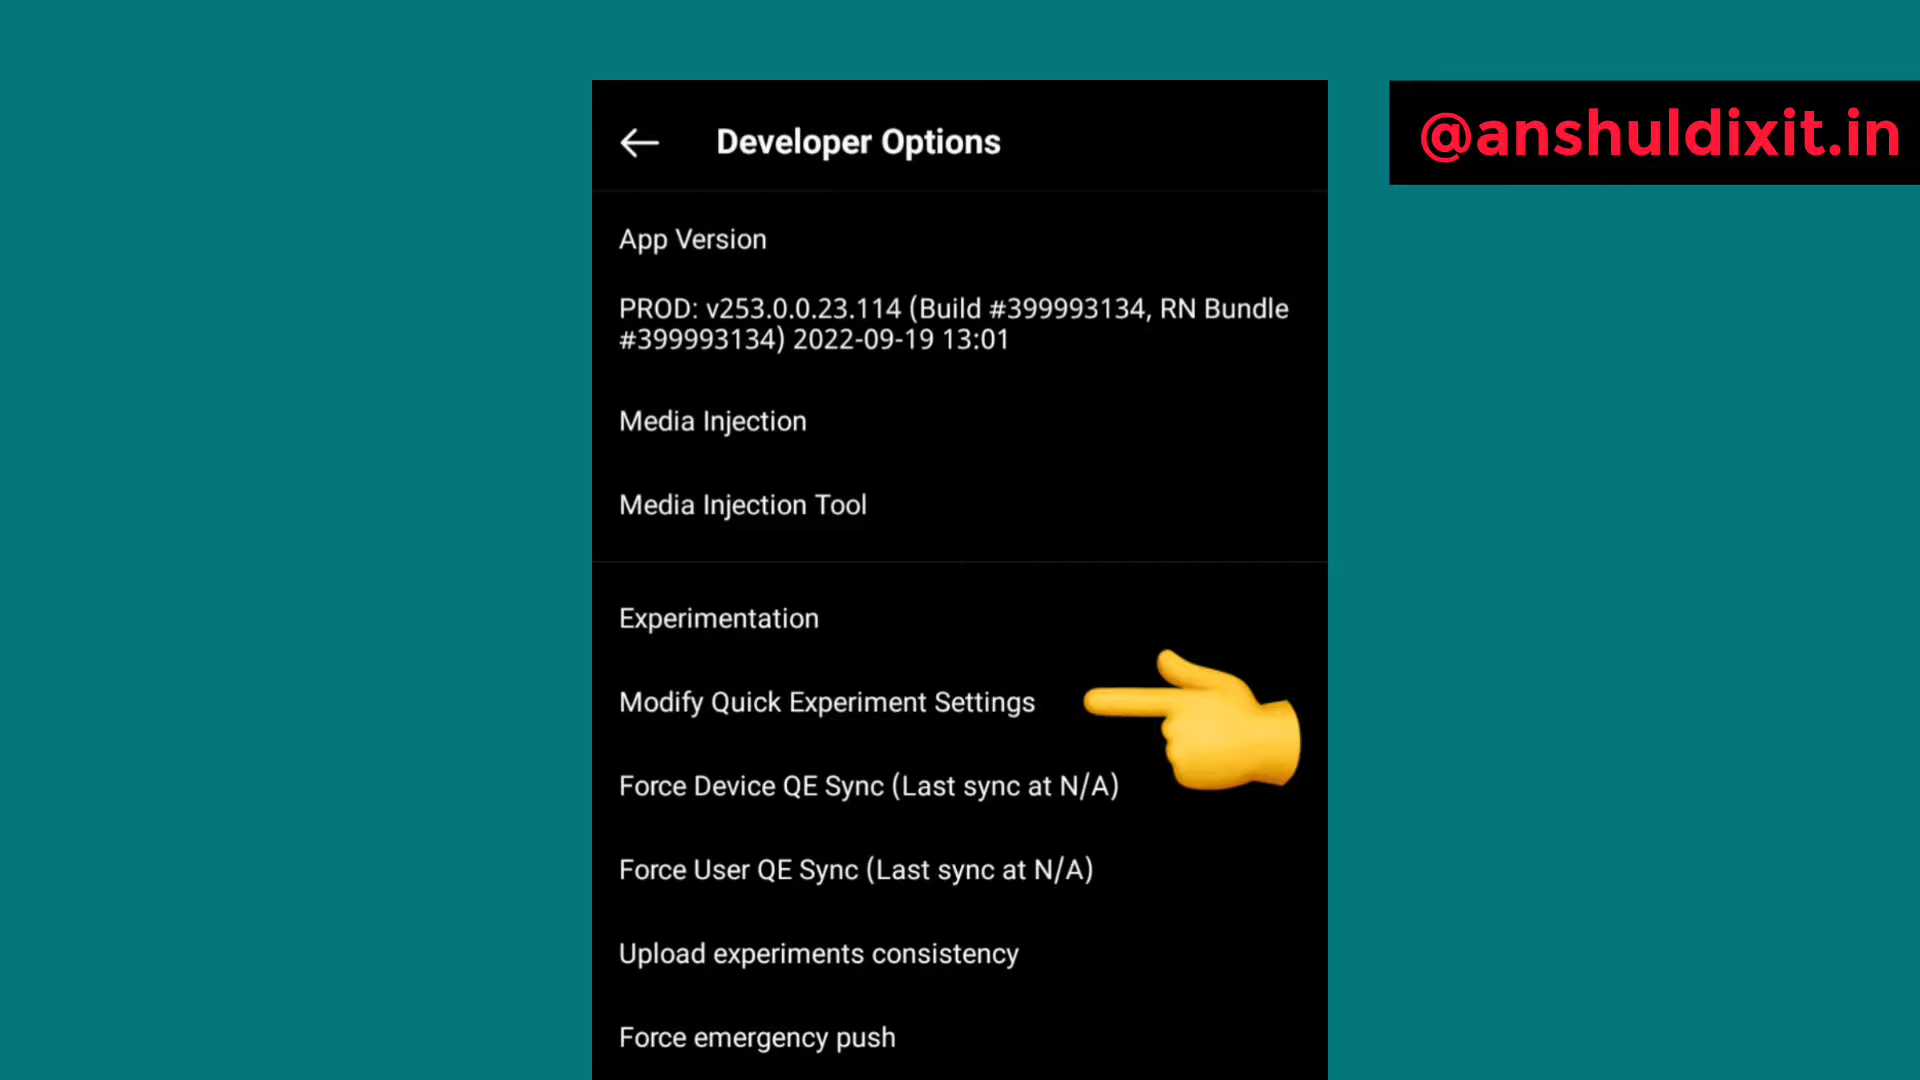 @anshuldixit.in
Developer Options
App Version
PROD: v253.0.0.23.114 (Build #399993134, RN Bundle
#399993134) 2022-09-19 13:01
Media Injection
Media Injection Tool
Experimentation
Modify Quick Experiment Settings
Force Device QE Sync (Last sync at N/A)
Force User QE Sync (Last sync at N/A)
Upload experiments consistency
Force emergency push